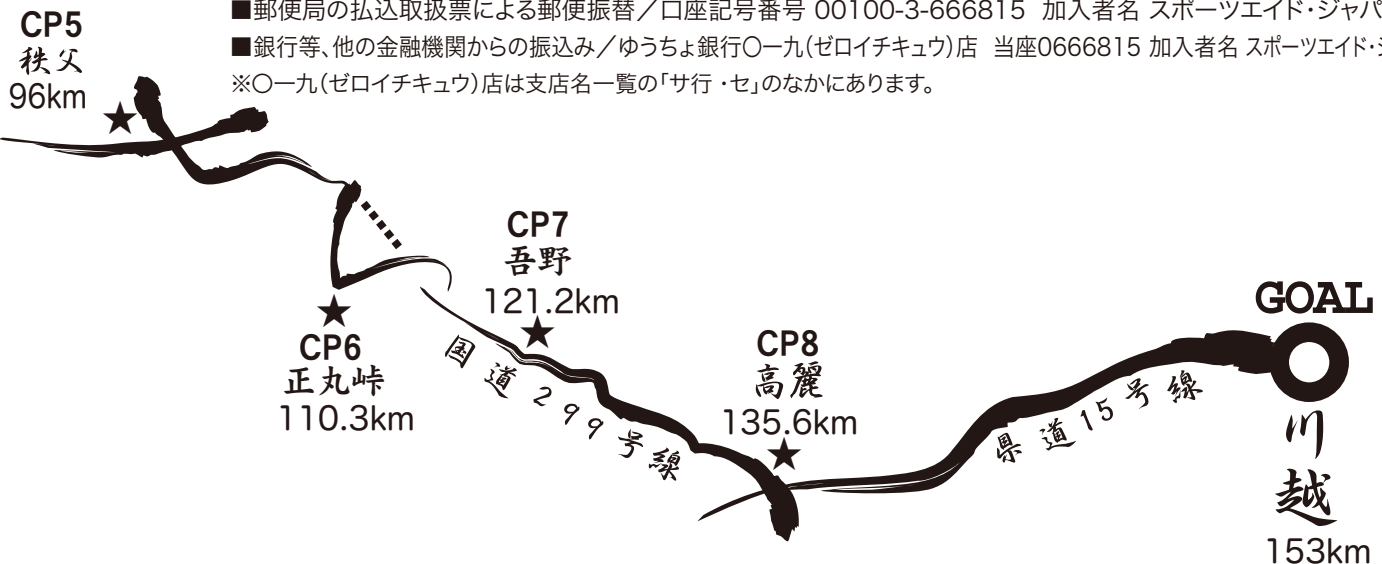 ■郵便局の払込取扱票による郵便振替／口座記号番号 00100-3-666815 加入者名 スポーツエイド・ジャパ
■銀行等、他の金融機関からの振込み／ゆうちょ銀行〇一九(ゼロイチキュウ)店 当座0666815 加入者名 スポーツエイド・
※〇一九(ゼロイチキュウ)店は支店名一覧の「サ行 ・セ」のなかにあります。
CP5
秩父
96km
CP6
正丸峠
110.3km
CP7
吾野
121.2km
国道299号線
CP8
高麗
135.6km
県道15号線
GOAL
川越
153km